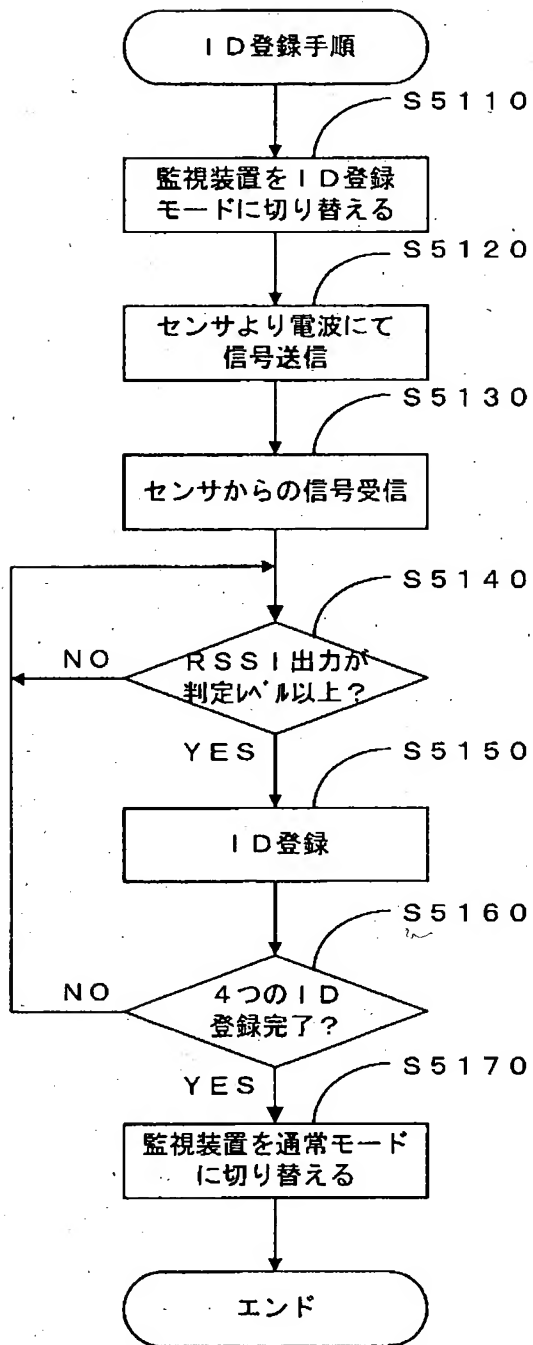 ＩＤ登録手順
Ｓ５１１０
監視装置をＩＤ登録
モードに切り替える
Ｓ５１２０
センサより電波にて
信号送信
Ｓ５１３０
センサからの信号受信
Ｓ５１４０
ＮＯ
ＲＳＳＩ出力が
判定ﾚﾍﾞﾙ以上？
ＹＥＳ
Ｓ５１５０
ＩＤ登録
Ｓ５１６０
ＮＯ
４つのＩＤ
登録完了？
ＹＥＳ
Ｓ５１７０
監視装置を通常モード
に切り替える
エンド